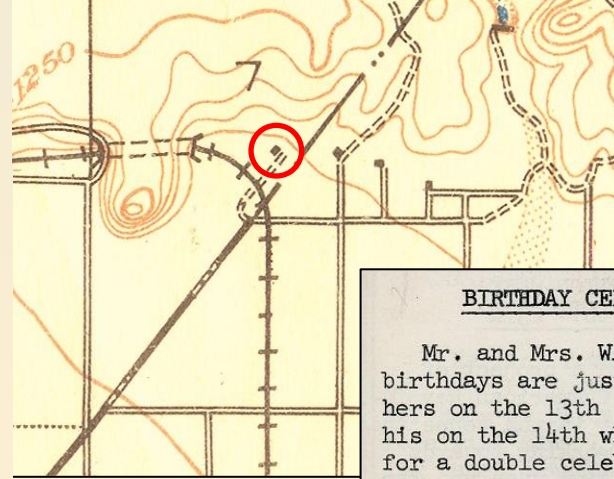 1250
7
BIRTHDAY CE
Mr. and Mrs. W
birthdays are jus
hers on the 13th
his on the 14th w
for a double cele